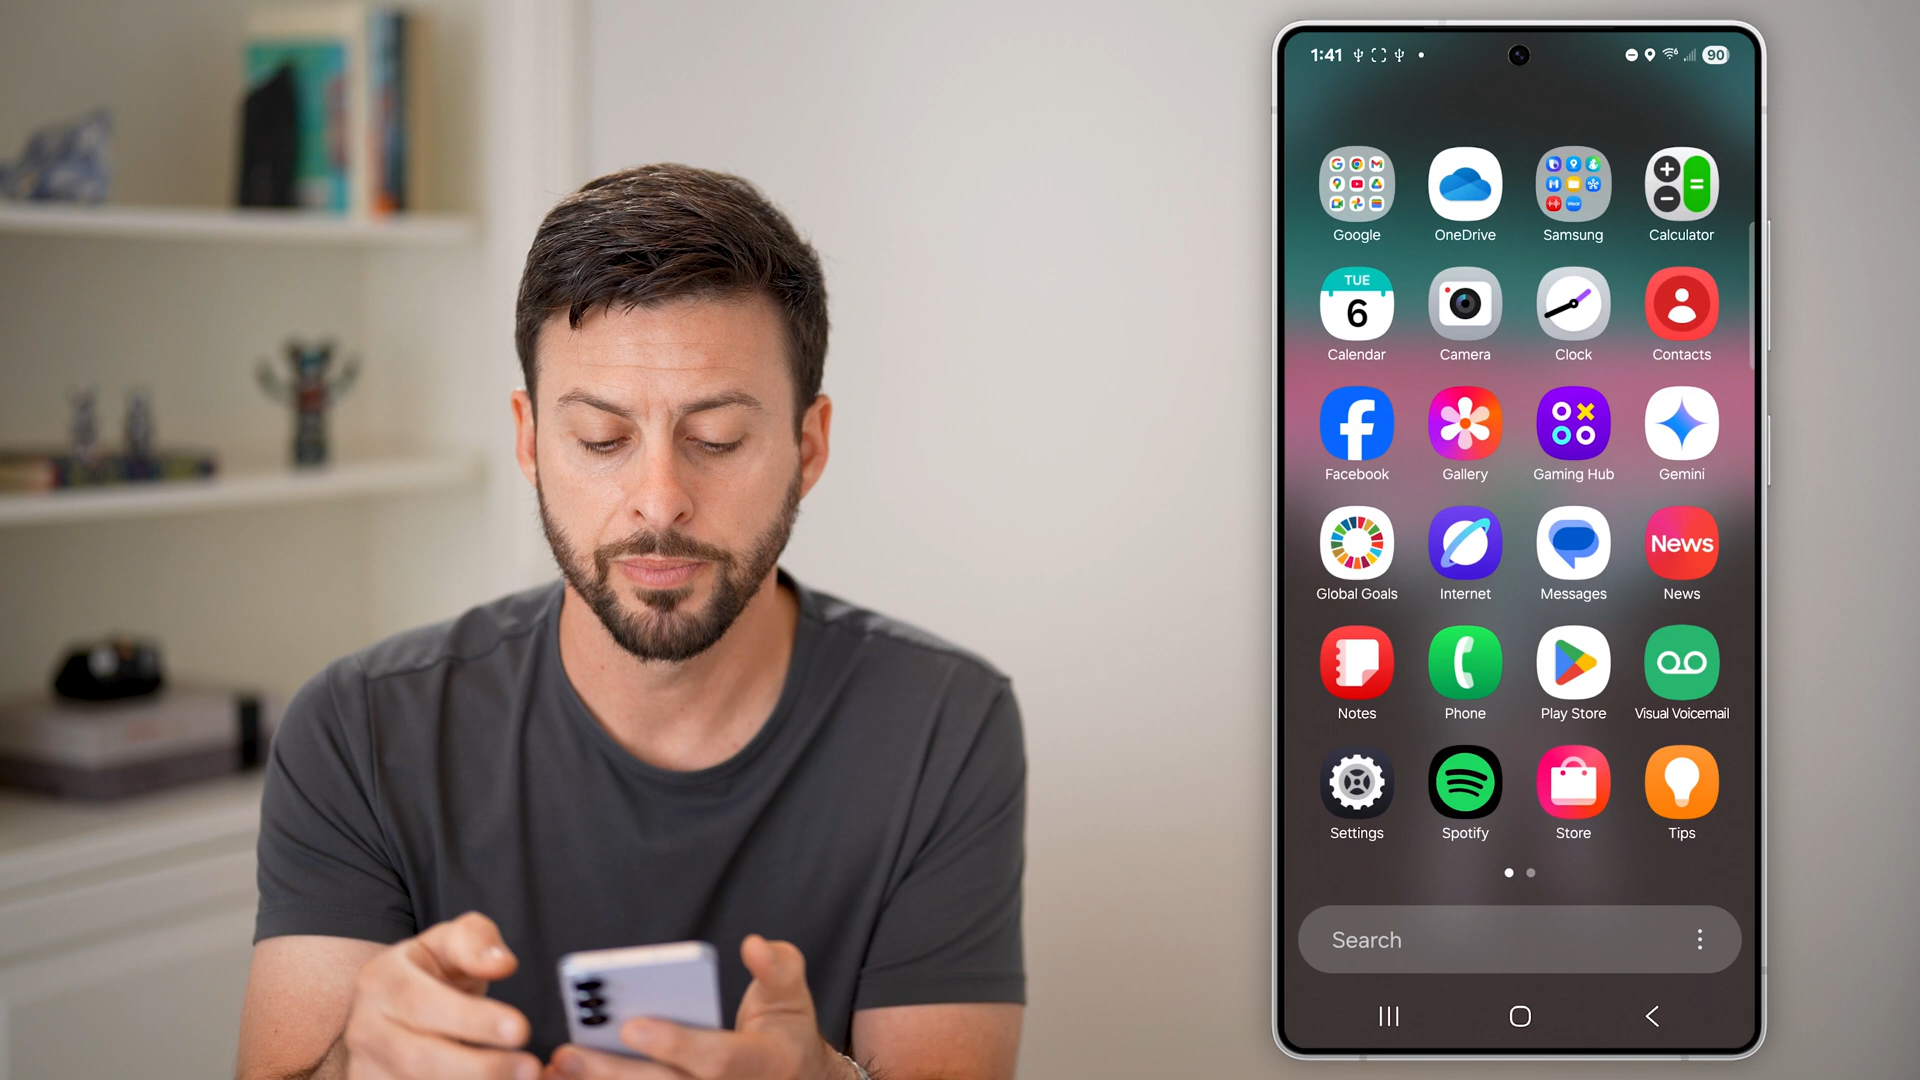 1:41 90
Google OneDrive Samsung Calculator
TUE
6
Calendar Camera Clock Contacts
Facebook Gallery Gaming Hub Gemini
News
Global Goals Internet Messages News
Notes Phone Play Store Visual Voicemail
Settings Spotify Store Tips
Search